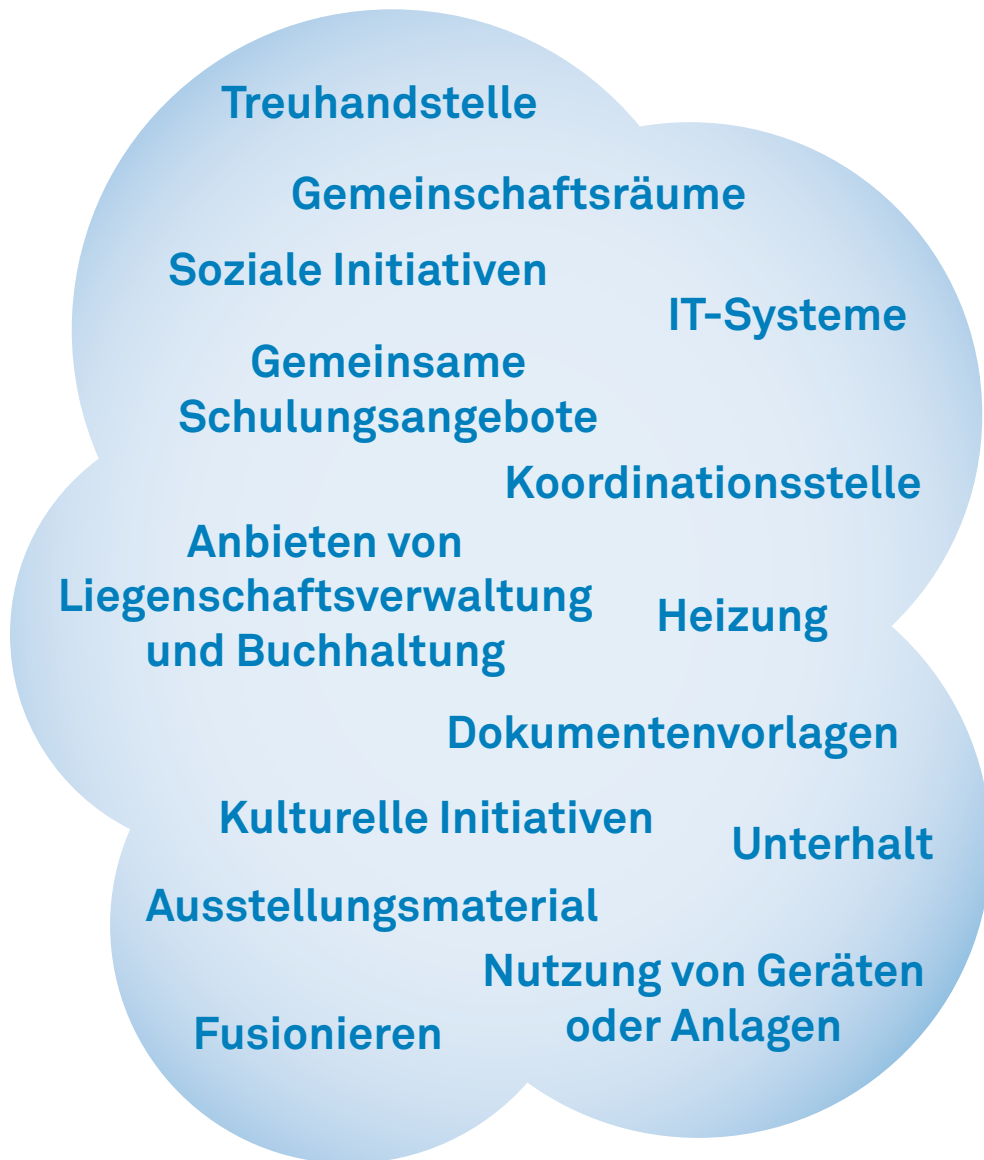 Treuhandstelle
Gemeinschaftsräume
Soziale Initiativen
IT-Systeme
Gemeinsame
Schulungsangebote
Koordinationsstelle
Anbieten von
Liegenschaftsverwaltung
und Buchhaltung
Heizung
Dokumentenvorlagen
Kulturelle Initiativen
Unterhalt
Ausstellungsmaterial
Nutzung von Geräten
oder Anlagen
Fusionieren